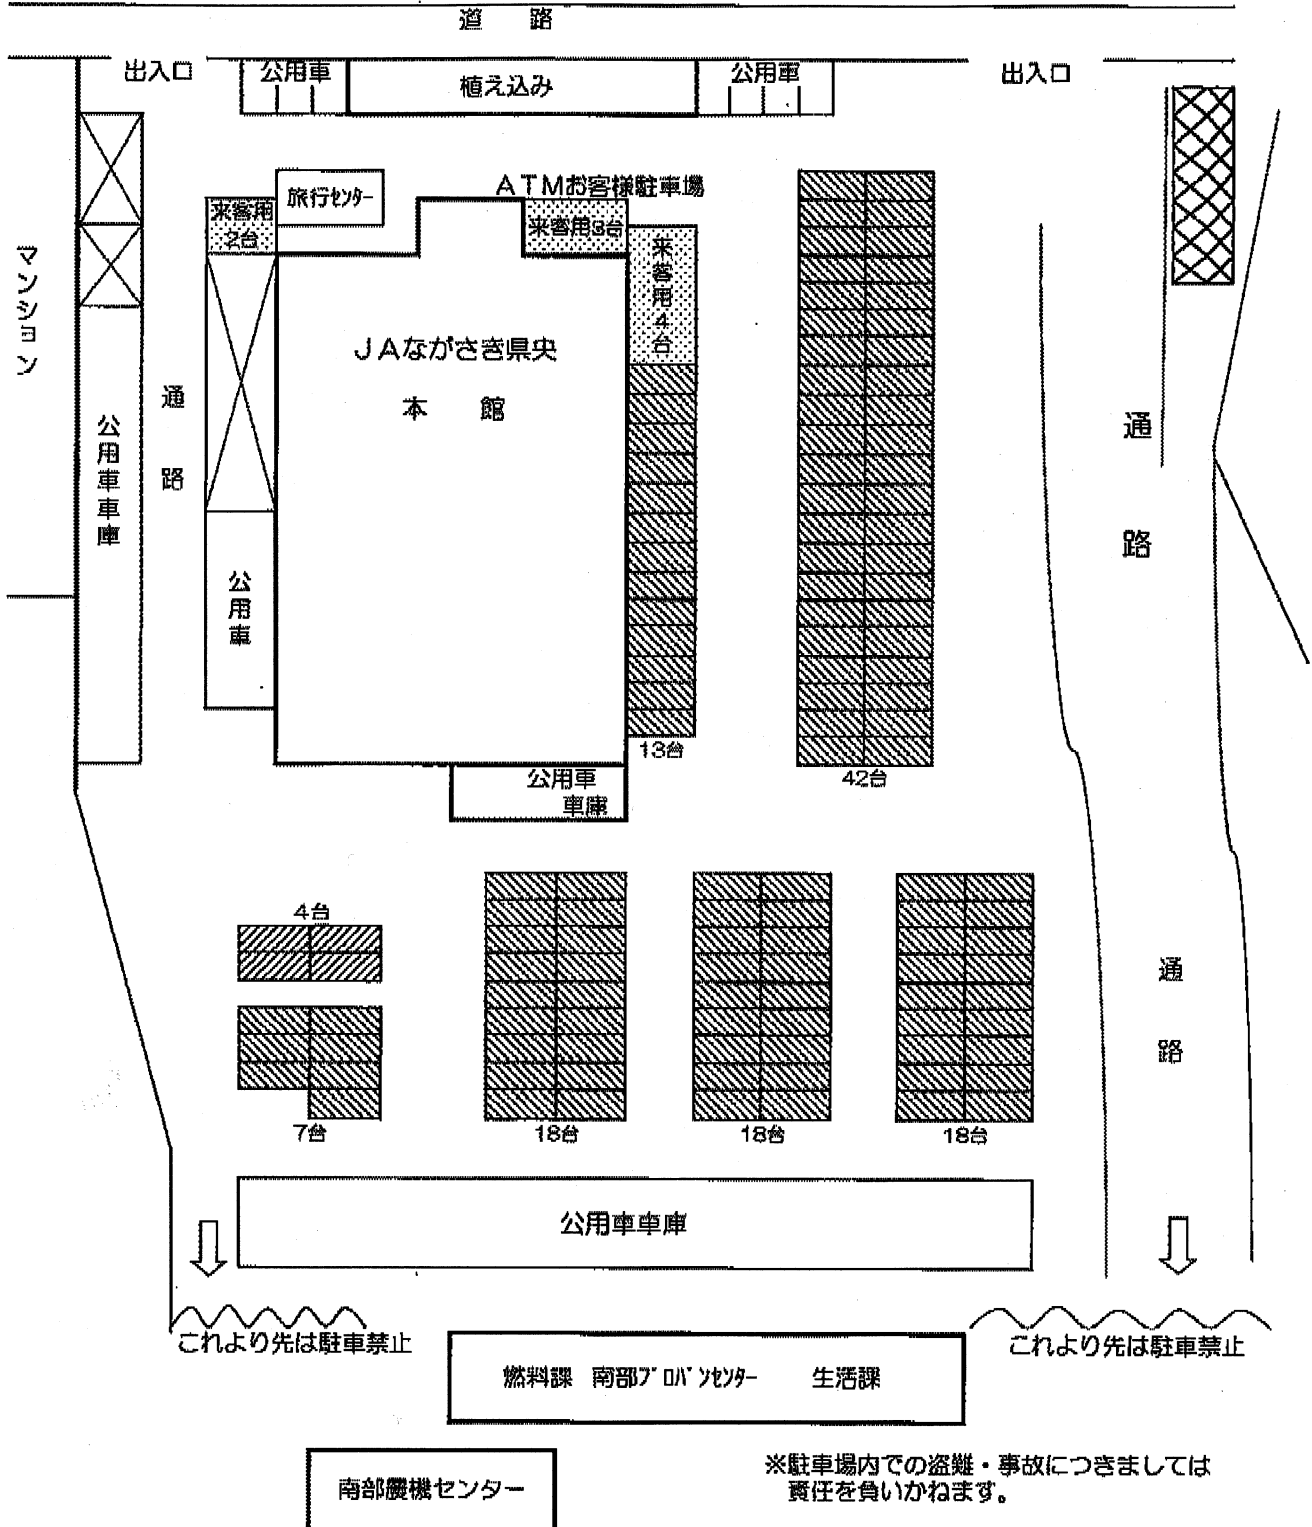 道　路
出入口
公用車
植え込み
公用車
出入口
旅行センター
ATMお客様駐車場
来客用
2台
来客用3台
来客用4台
マンション
JAながさき県央
本　館
通路
公用車車庫
公用車
通路
13台
42台
公用車
車庫
4台
7台
18台
18台
18台
通路
公用車車庫
これより先は駐車禁止
これより先は駐車禁止
燃料課　南部プロパンセンター　生活課
南部農機センター
※駐車場内での盗難・事故につきましては
責任を負いかねます。